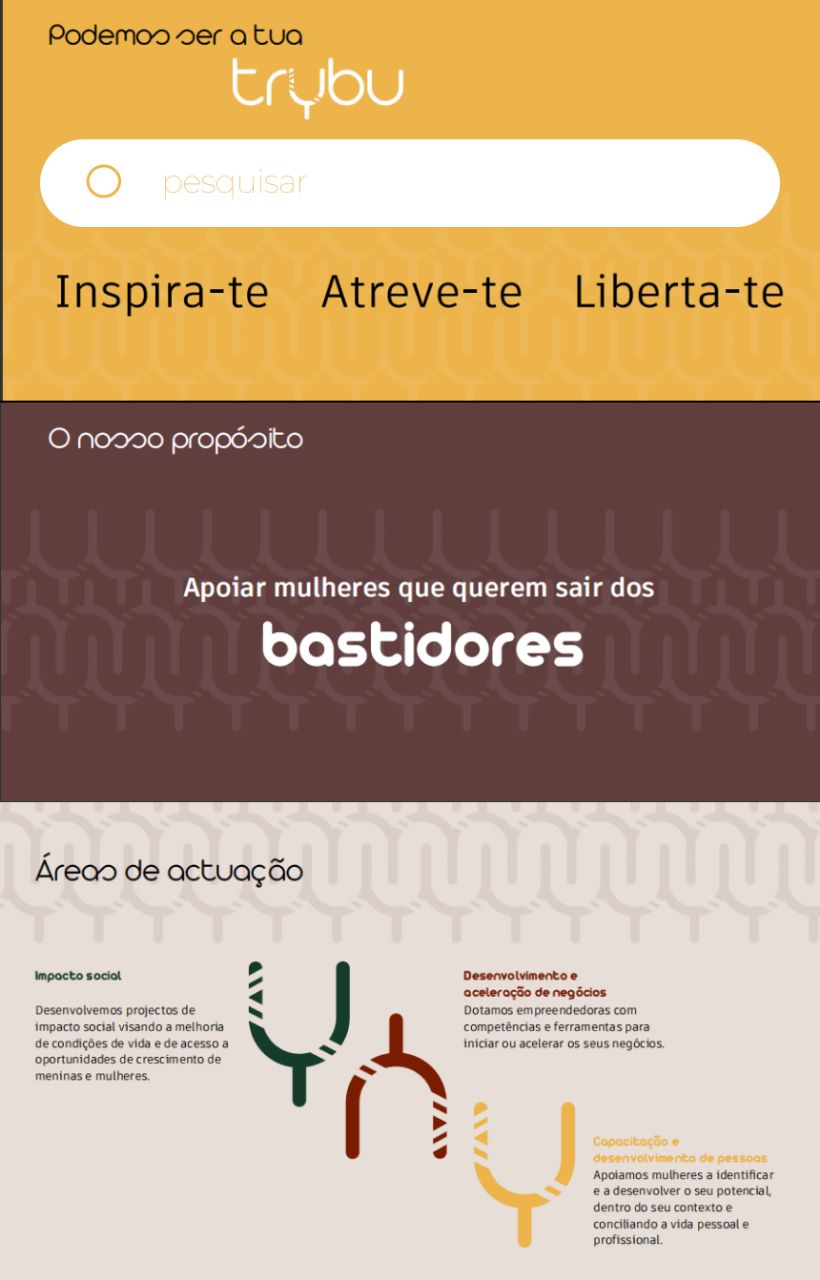 Podemos ser a tua
trybu
pesquisar
Inspira-te Atreve-te Liberta-te
O nosso propósito
Apoiar mulheres que querem sair dos
bastidores
Áreas de actuação
Impacto social
Desenvolvemos projectos de
impacto social visando a melhoria
de condições de vida e de acesso a
oportunidades de crescimento de
meninas e mulheres.
Desenvolvimento e
aceleração de negócios
Dotamos empreendedoras com
competências e ferramentas para
iniciar ou acelerar os seus negócios.
Capacitação e
desenvolvimento de pessoas
Apoiamos mulheres a identificar
e a desenvolver o seu potencial,
dentro do seu contexto e
conciliando a vida pessoal e
profissional.